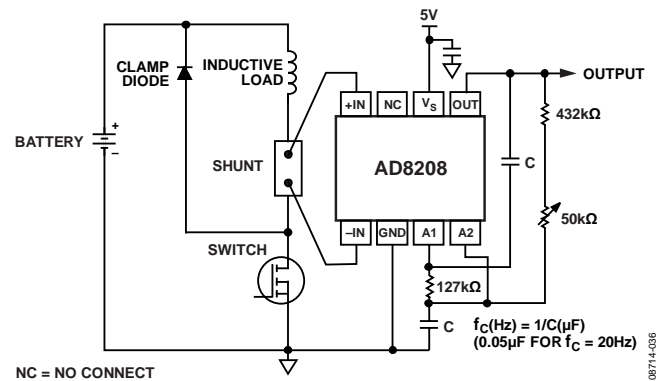 5V
CLAMP
DIODE
INDUCTIVE
LOAD
OUTPUT
+IN
NC
VS
OUT
432kΩ
BATTERY
+
–
SHUNT
AD8208
C
50kΩ
–IN
GND
A1
A2
SWITCH
127kΩ
C
fC(Hz) = 1/C(µF)
(0.05µF FOR fC = 20Hz)
NC = NO CONNECT
08714-036